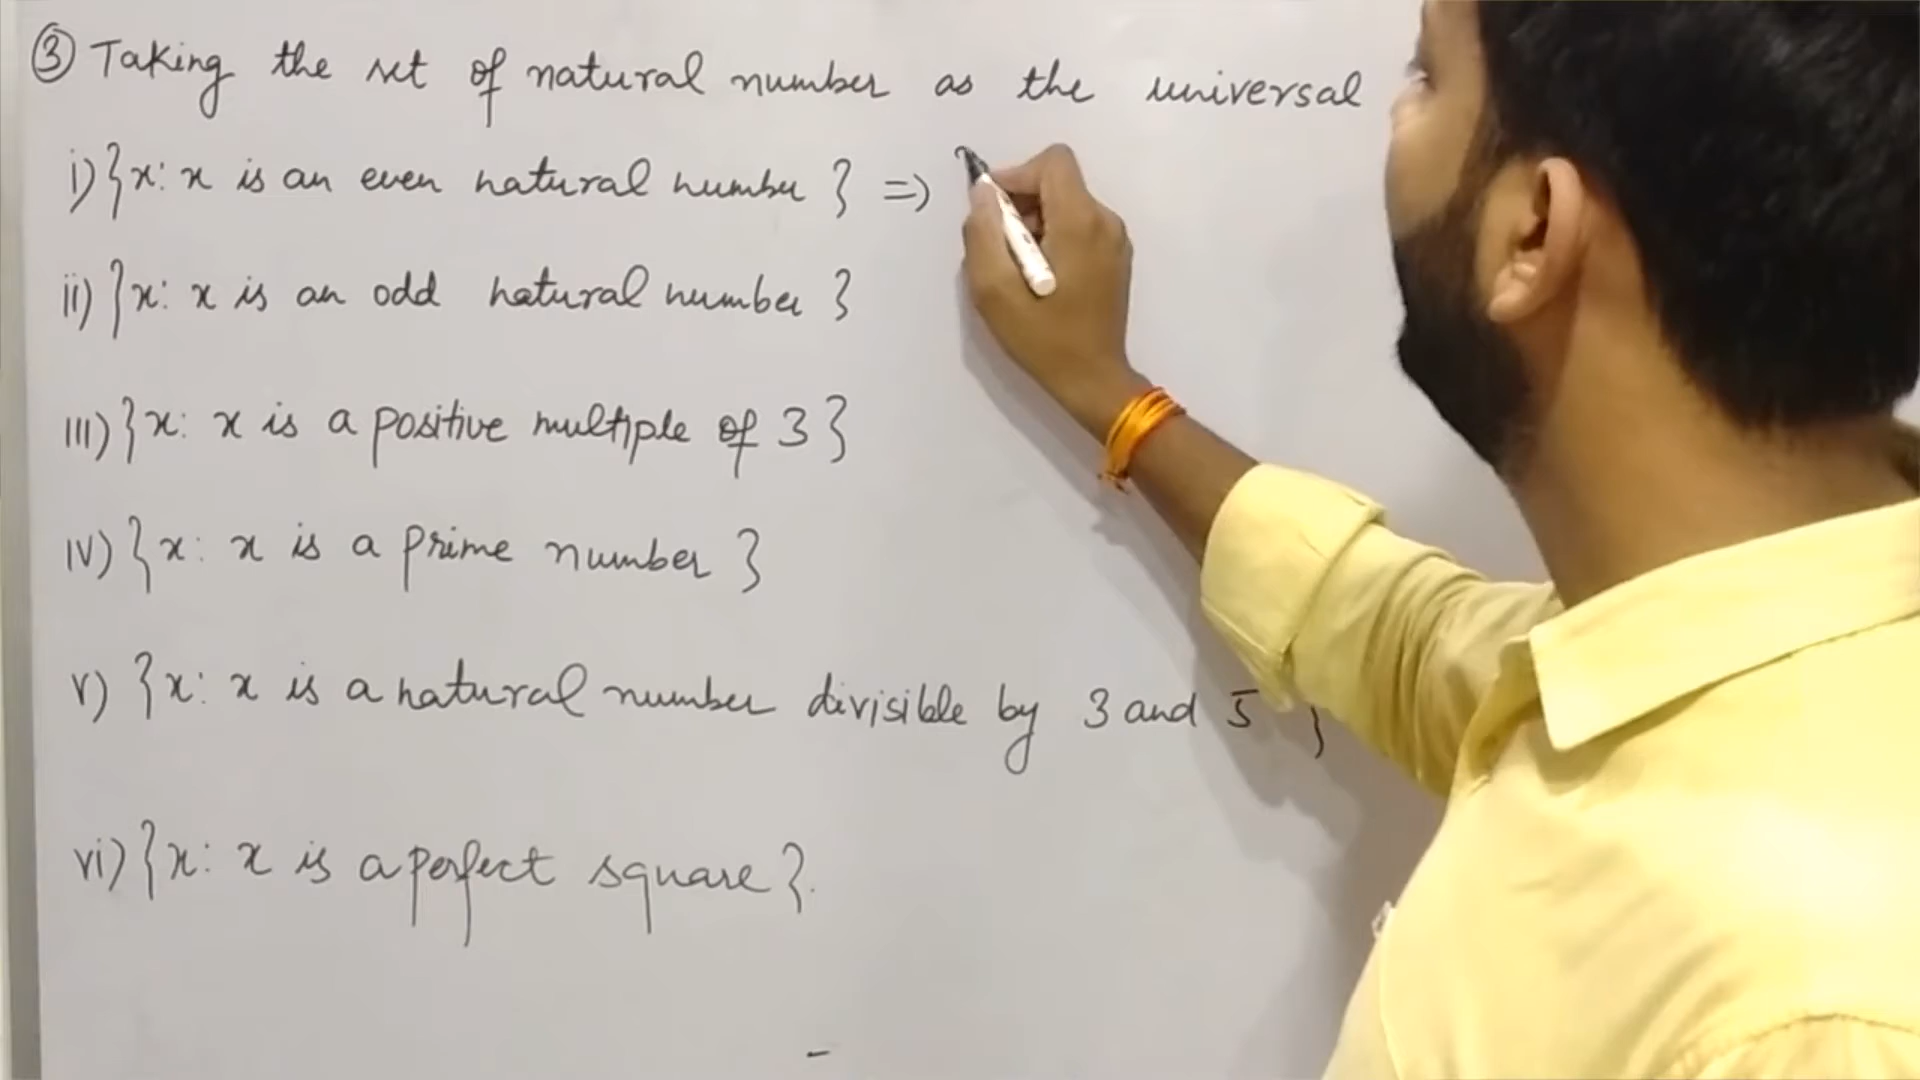 ③ Taking the set of natural number as the universal
i) {x: x is an even natural number } =>
ii) {x: x is an odd natural number }
iii) {x: x is a positive multiple of 3 }
iv) {x: x is a prime number }
v) {x: x is a natural number divisible by 3 and 5 }
vi) {x: x is a perfect square }.